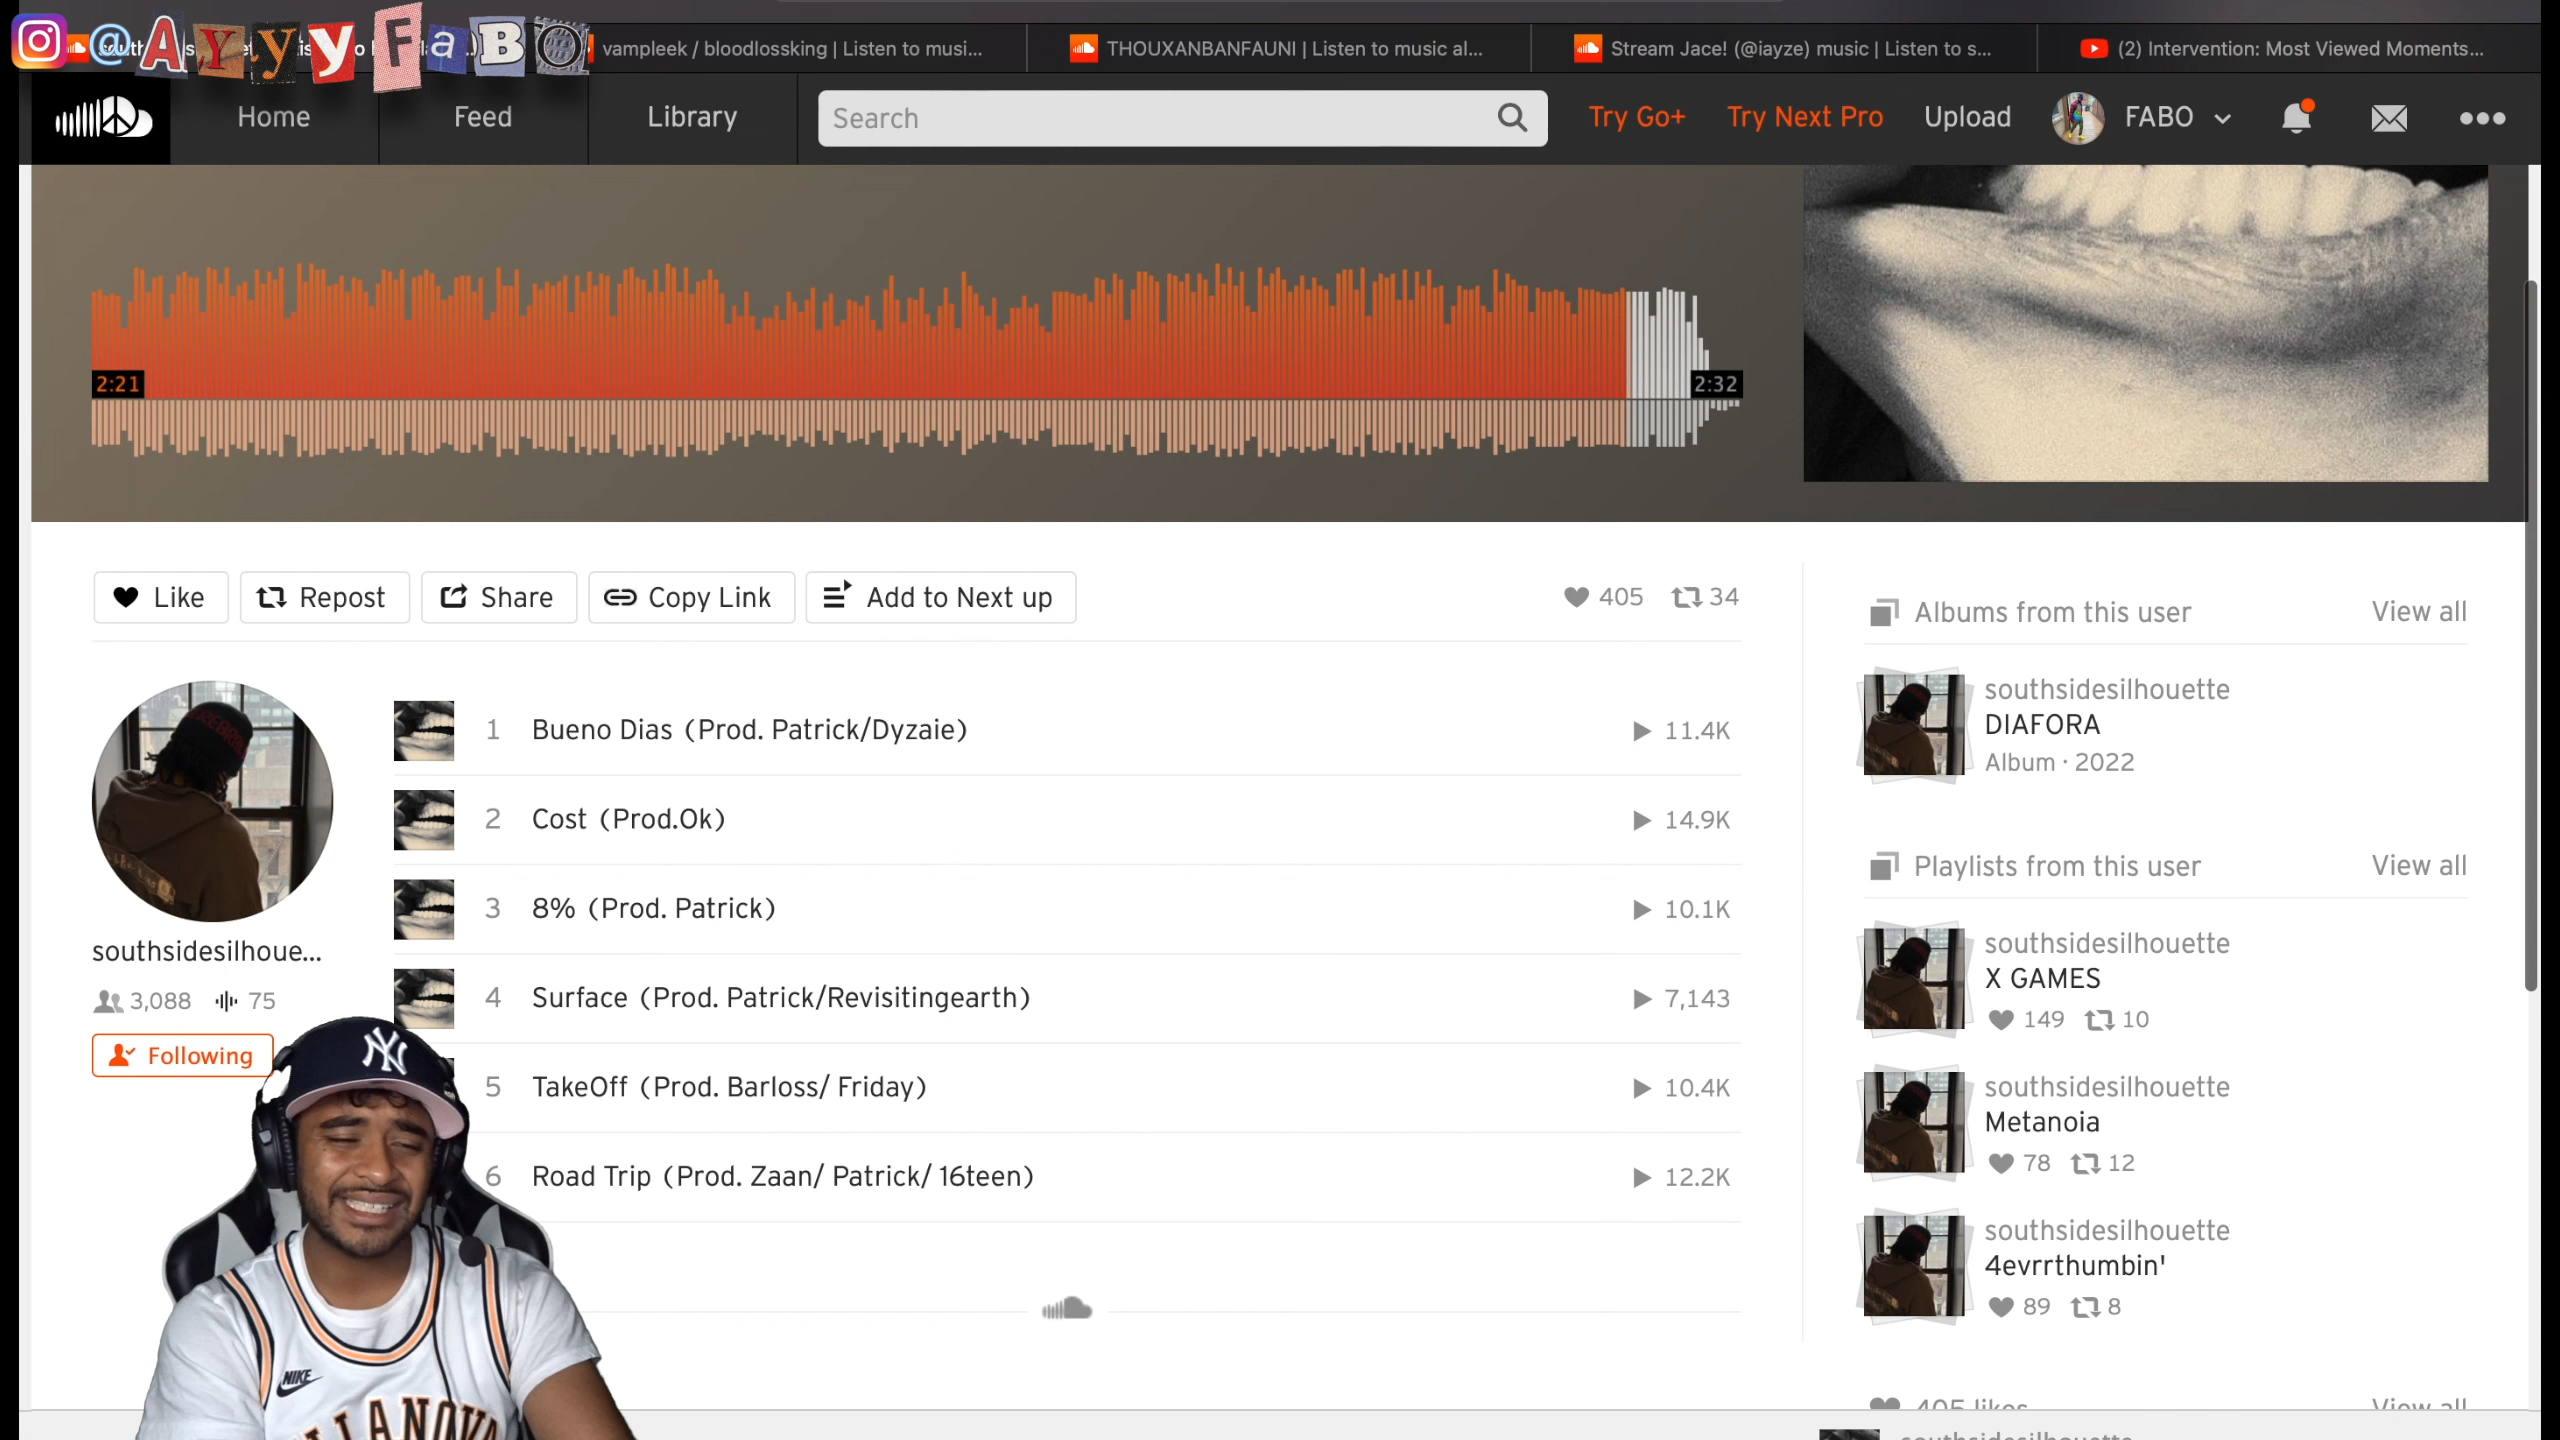 @AYyyFaBO
vampleek / bloodlossking | Listen to musi...
THOUXANBANFAUNI | Listen to music al...
Stream Jace! (@iayze) music | Listen to s...
(2) Intervention: Most Viewed Moments...
Home
Feed
Library
Search
Try Go+
Try Next Pro
Upload
FABO
2:21
2:32
Like
Repost
Share
Copy Link
Add to Next up
405
34
southsidesilhoue...
3,088
75
Following
1 Bueno Dias (Prod. Patrick/Dyzaie) 11.4K
2 Cost (Prod.Ok) 14.9K
3 8% (Prod. Patrick) 10.1K
4 Surface (Prod. Patrick/Revisitingearth) 7,143
5 TakeOff (Prod. Barloss/ Friday) 10.4K
6 Road Trip (Prod. Zaan/ Patrick/ 16teen) 12.2K
Albums from this user View all
southsidesilhouette
DIAFORA
Album · 2022
Playlists from this user View all
southsidesilhouette
X GAMES
149 10
southsidesilhouette
Metanoia
78 12
southsidesilhouette
4evrrthumbin'
89 8
405 likes View all
southsidesilhouette
NY
NIKE